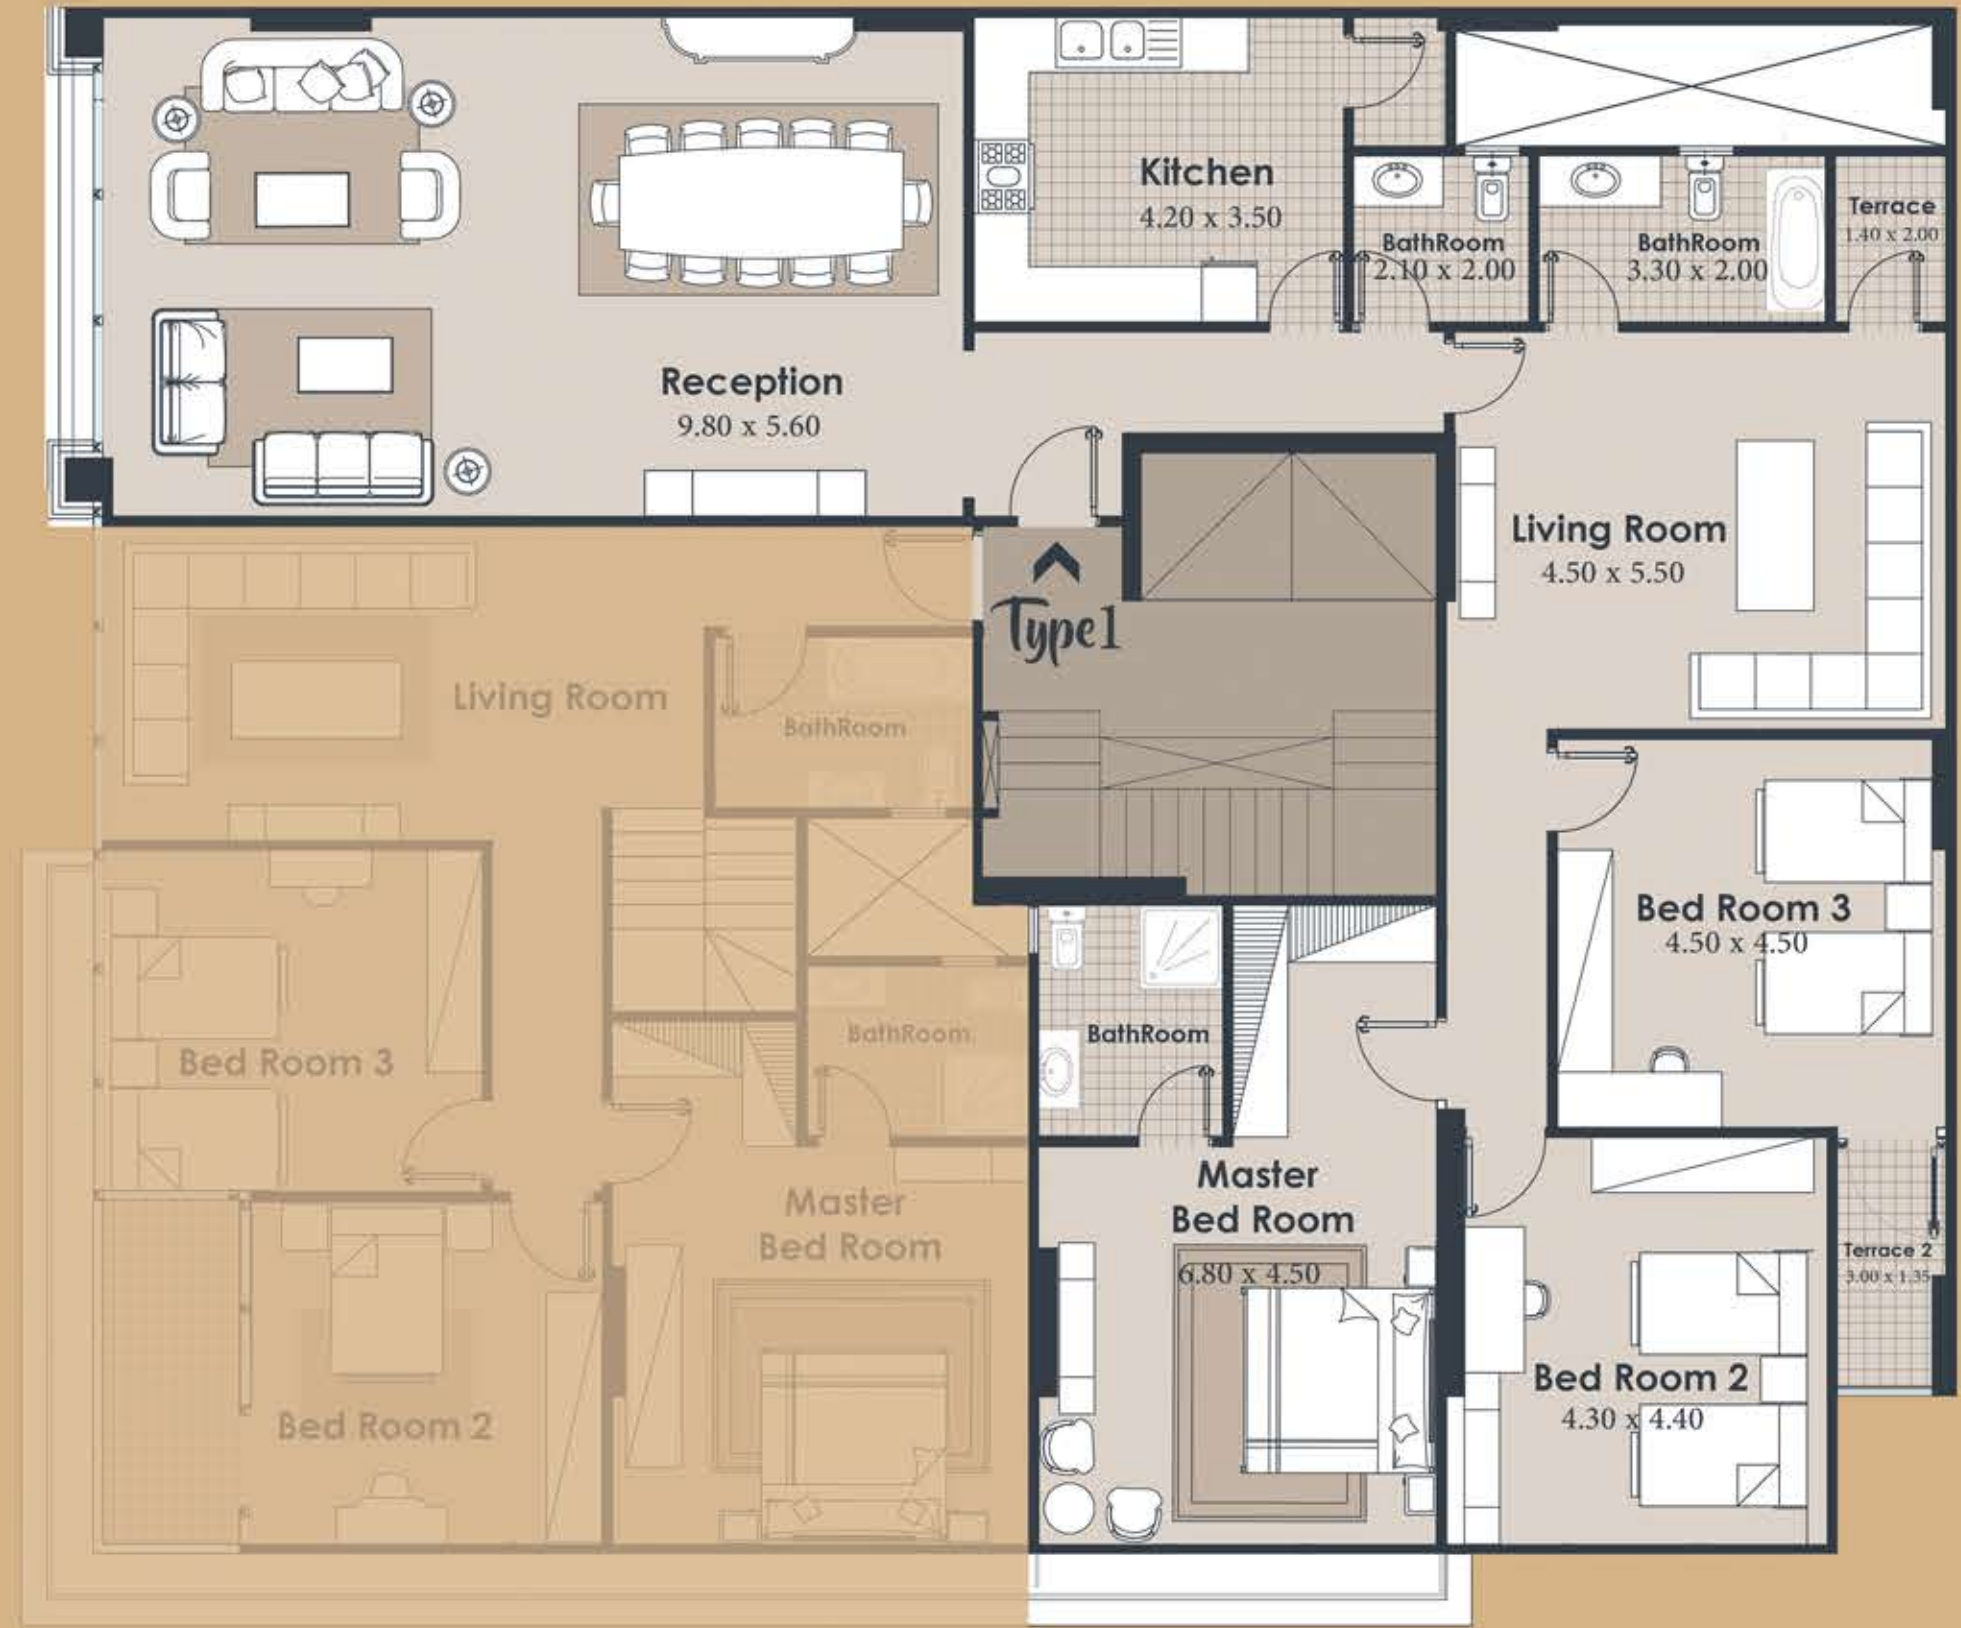 Kitchen
4.20 x 3.50
BathRoom
2.10 x 2.00
BathRoom
3.30 x 2.00
Terrace
1.40 x 2.00
Reception
9.80 x 5.60
Living Room
4.50 x 5.50
Type1
Living Room
BathRoom
Bed Room 3
4.50 x 4.50
Bed Room 3
BathRoom
BathRoom
Master
Bed Room
Master
Bed Room
6.80 x 4.50
Terrace 2
3.00 x 1.35
Bed Room 2
4.30 x 4.40
Bed Room 2